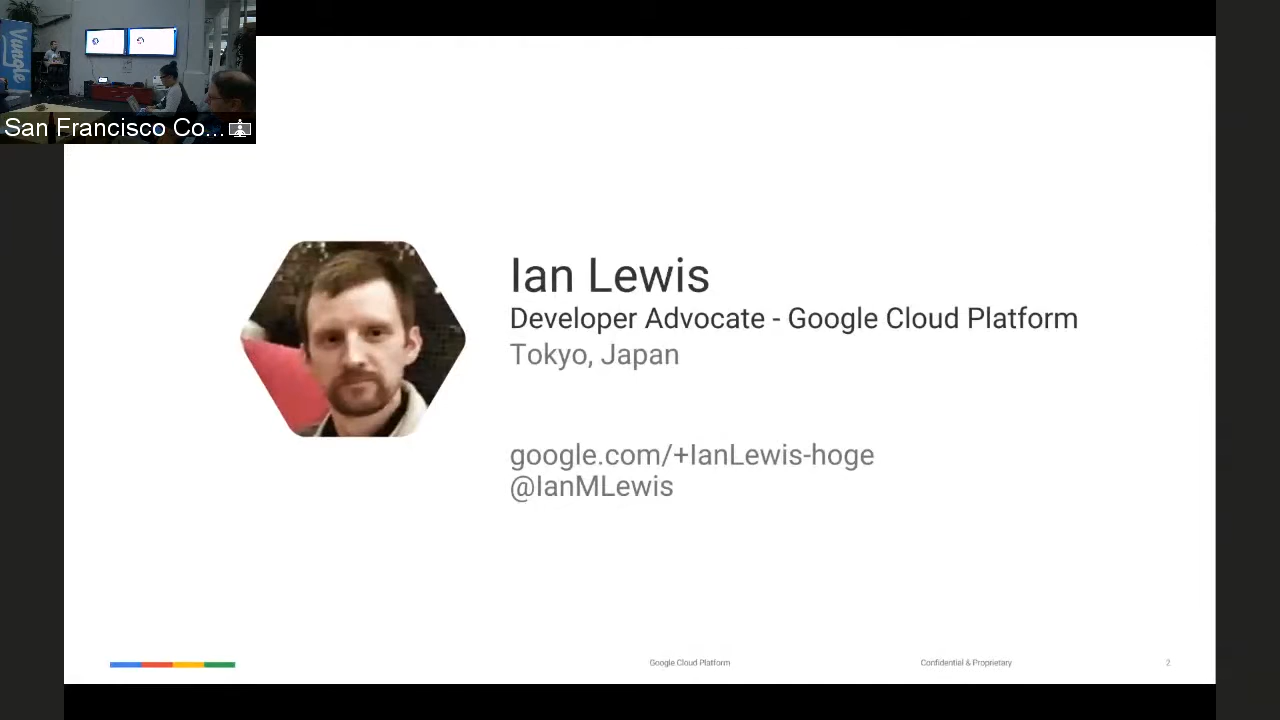 Vungle
San Francisco Co...
Ian Lewis
Developer Advocate - Google Cloud Platform
Tokyo, Japan
google.com/+IanLewis-hoge
@IanMLewis
Google Cloud Platform
Confidential & Proprietary
2